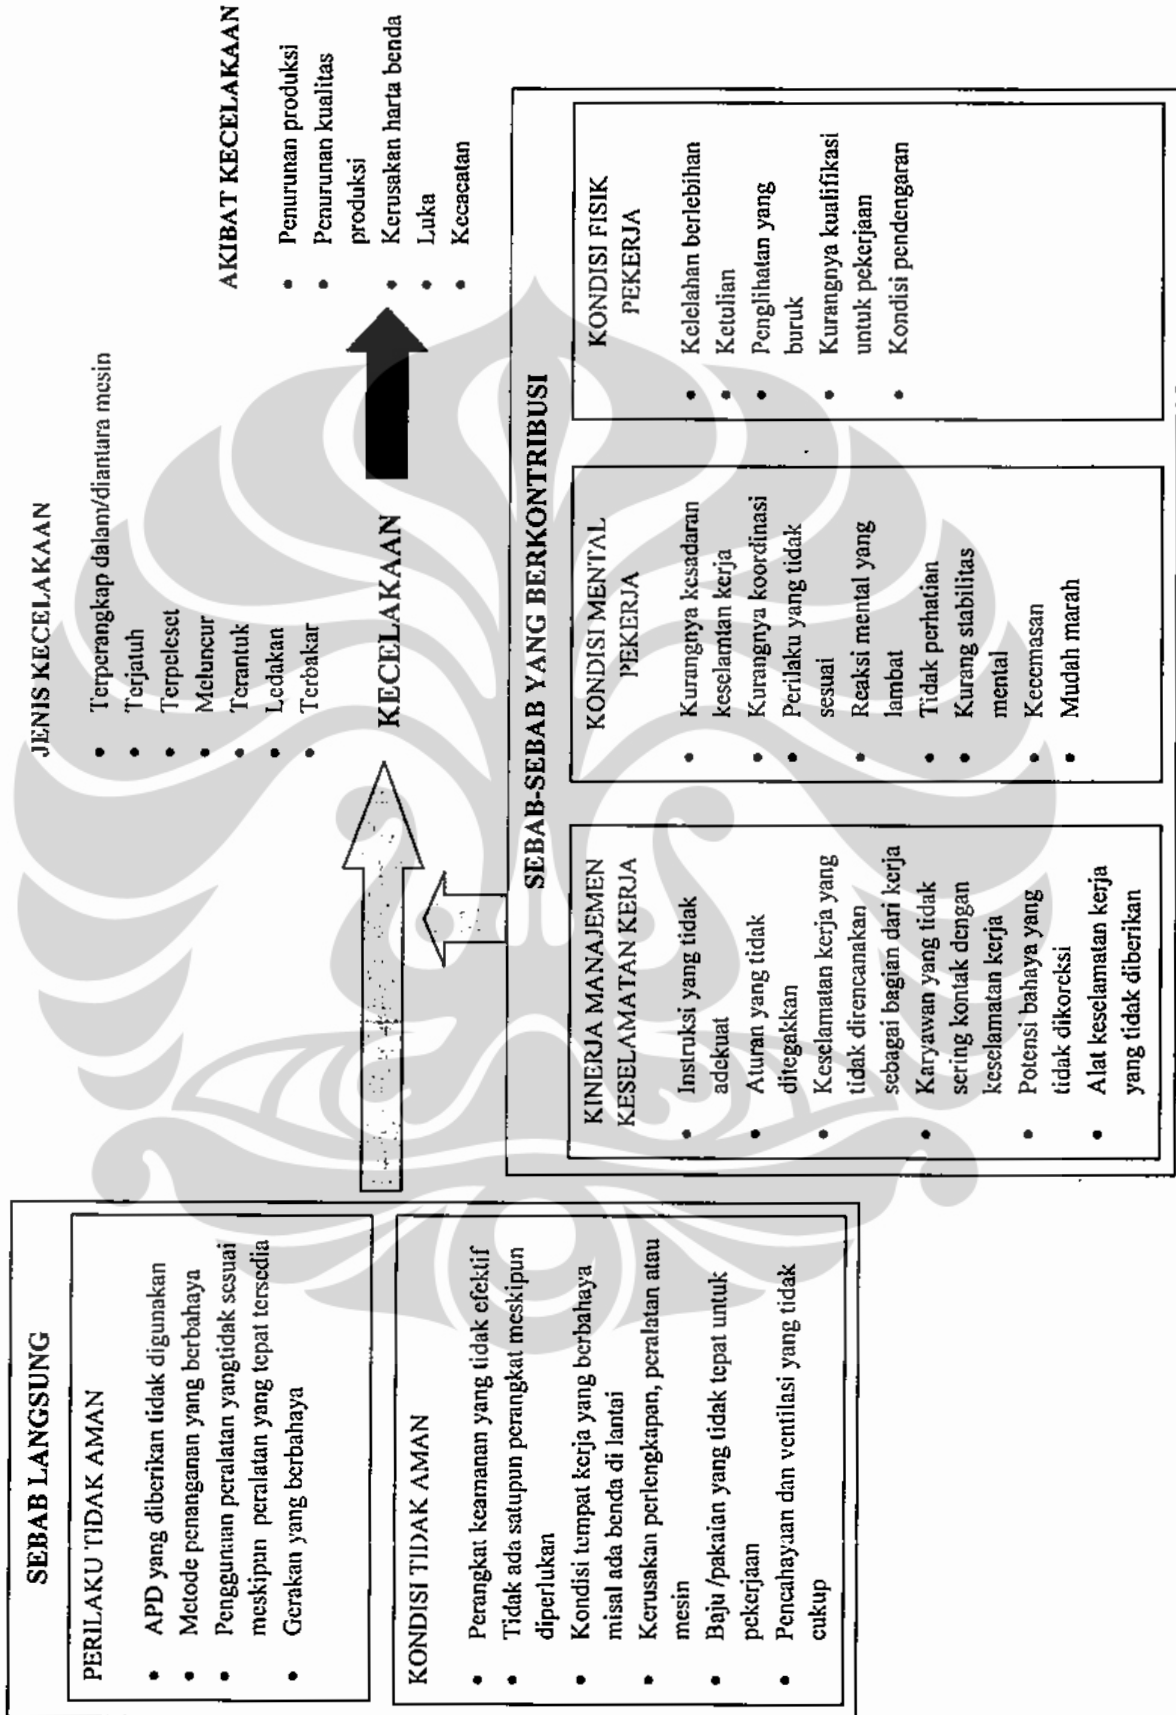 SEBAB LANGSUNG
PERILAKU TIDAK AMAN
• APD yang diberikan tidak digunakan
• Metode penanganan yang berbahaya
• Penggunaan peralatan yangtidak sesuai
meskipun peralatan yang tepat tersedia
• Gerakan yang berbahaya
KONDISI TIDAK AMAN
• Perangkat keamanan yang tidak efektif
• Tidak ada satupun perangkat meskipun
diperlukan
• Kondisi tempat kerja yang berbahaya
misal ada benda di lantai
• Kerusakan perlengkapan, peralatan atau
mesin
• Baju /pakaian yang tidak tepat untuk
pekerjaan
• Pencahayaan dan ventilasi yang tidak
cukup
JENIS KECELAKAAN
• Terperangkap dalam/diantara mesin
• Terjatuh
• Terpeleset
• Meluncur
• Terantuk
• Ledakan
• Terbakar
KECELAKAAN
AKIBAT KECELAKAAN
• Penurunan produksi
• Penurunan kualitas
produksi
• Kerusakan harta benda
• Luka
• Kecacatan
SEBAB-SEBAB YANG BERKONTRIBUSI
KINERJA MANAJEMEN
KESELAMATAN KERJA
• Instruksi yang tidak
adekuat
• Aturan yang tidak
ditegakkan
• Keselamatan kerja yang
tidak direncanakan
sebagai bagian dari kerja
• Karyawan yang tidak
sering kontak dengan
keselamatan kerja
• Potensi bahaya yang
tidak dikoreksi
• Alat keselamatan kerja
yang tidak diberikan
KONDISI MENTAL
PEKERJA
• Kurangnya kesadaran
keselamtan kerja
• Kurangnya koordinasi
• Perilaku yang tidak
sesuai
• Reaksi mental yang
lambat
• Tidak perhatian
• Kurang stabilitas
mental
• Kecemasan
• Mudah marah
KONDISI FISIK
PEKERJA
• Kelelahan berlebihan
• Ketulian
• Penglihatan yang
buruk
• Kurangnya kualifikasi
untuk pekerjaan
• Kondisi pendengaran